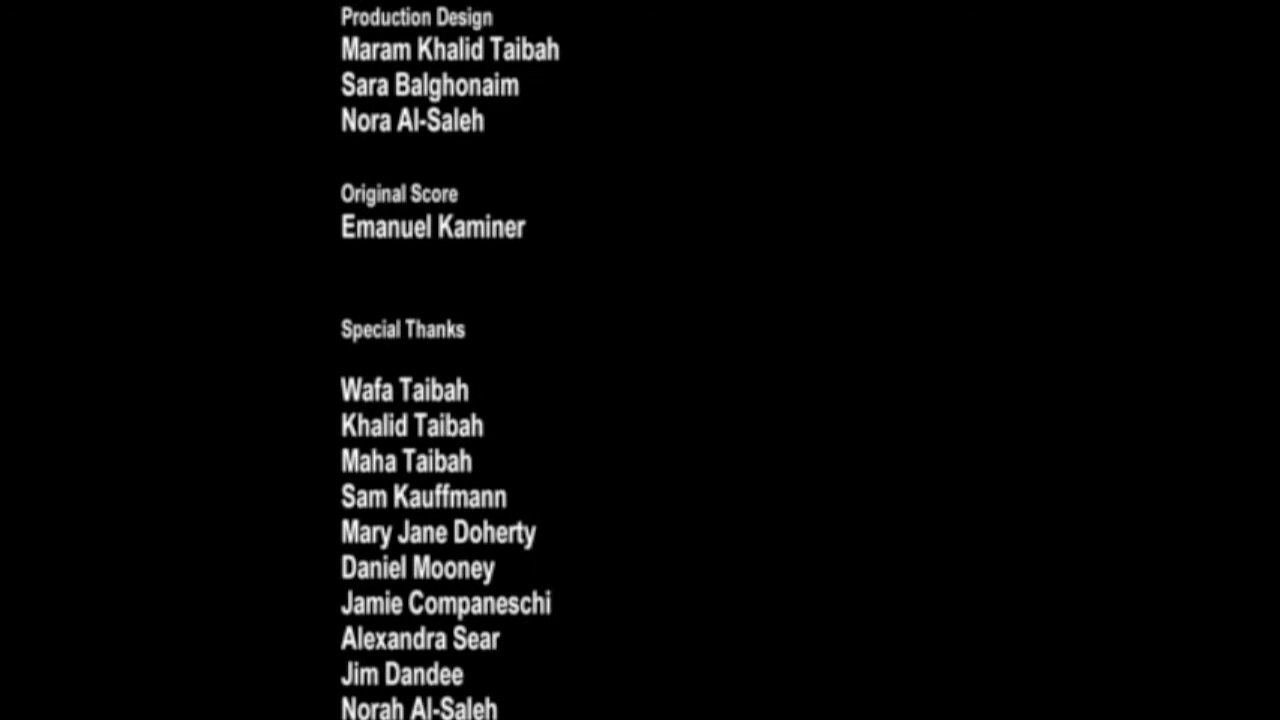 Production Design
Maram Khalid Taibah
Sara Balghonaim
Nora Al-Saleh
Original Score
Emanuel Kaminer
Special Thanks
Wafa Taibah
Khalid Taibah
Maha Taibah
Sam Kauffmann
Mary Jane Doherty
Daniel Mooney
Jamie Companeschi
Alexandra Sear
Jim Dandee
Norah Al-Saleh